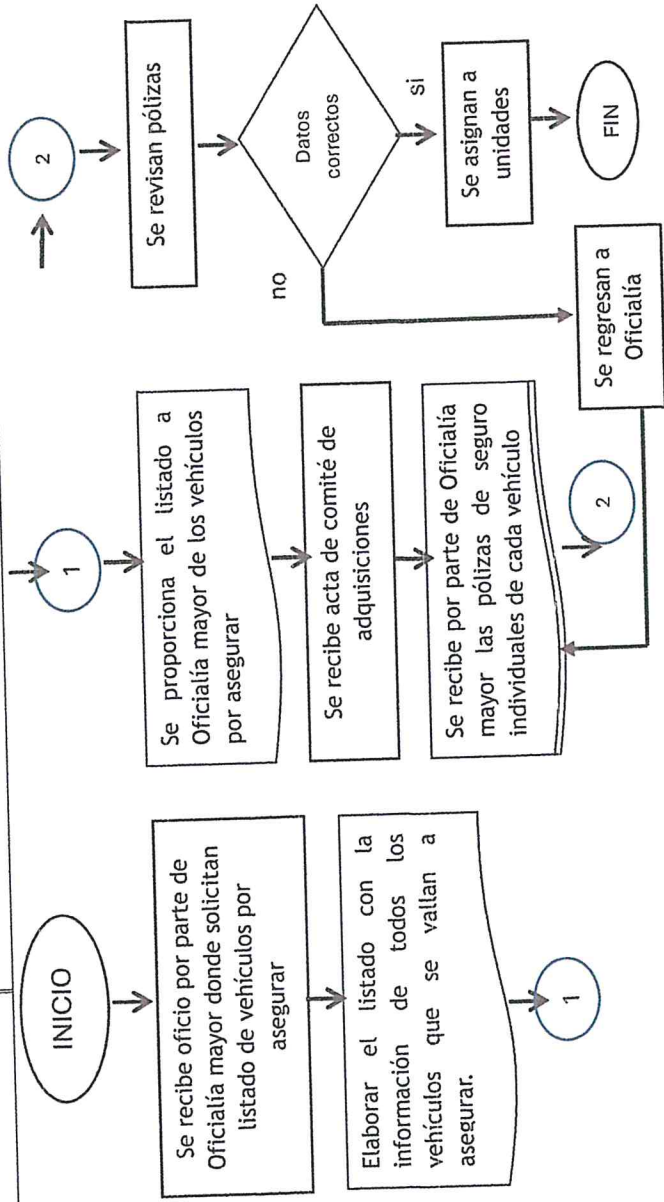 INICIO
Se recibe oficio por parte de
Oficialía mayor donde solicitan
listado de vehículos por
asegurar
Elaborar el listado con la
información de todos los
vehículos que se vallan a
asegurar.
1
1
Se proporciona el listado a
Oficialía mayor de los vehículos
por asegurar
Se recibe acta de comité de
adquisiciones
Se recibe por parte de Oficialía
mayor las pólizas de seguro
individuales de cada vehículo
2
2
Se revisan pólizas
Datos
correctos
no
si
Se regresan a
Oficialía
Se asignan a
unidades
FIN